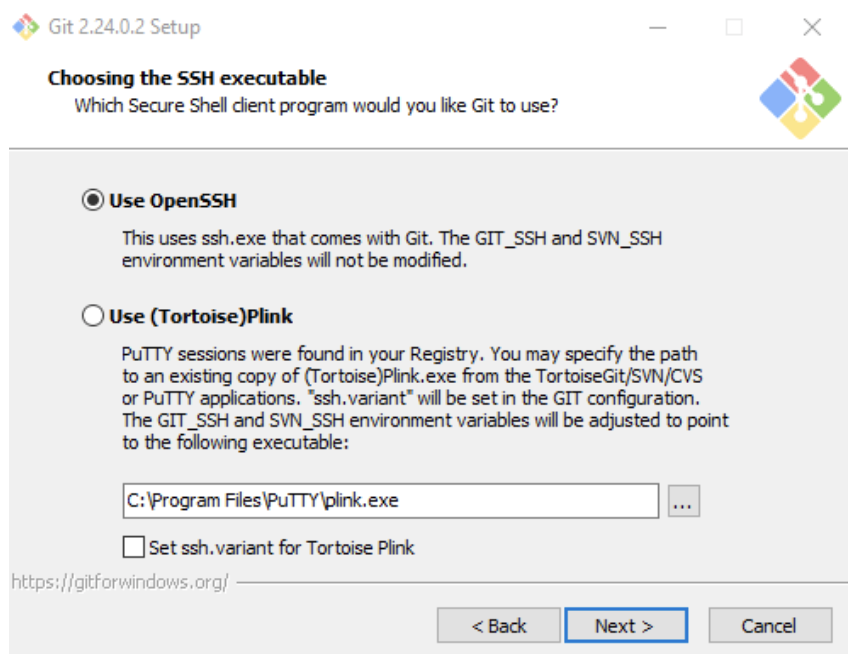 Git 2.24.0.2 Setup
Choosing the SSH executable
Which Secure Shell client program would you like Git to use?
Use OpenSSH
This uses ssh.exe that comes with Git. The GIT_SSH and SVN_SSH
environment variables will not be modified.
Use (Tortoise)Plink
PuTTY sessions were found in your Registry. You may specify the path
to an existing copy of (Tortoise)Plink.exe from the TortoiseGit/SVN/CVS
or PuTTY applications. "ssh.variant" will be set in the GIT configuration.
The GIT_SSH and SVN_SSH environment variables will be adjusted to point
to the following executable:
C:\Program Files\PuTTY\plink.exe
...
Set ssh.variant for Tortoise Plink
https://gitforwindows.org/
< Back
Next >
Cancel